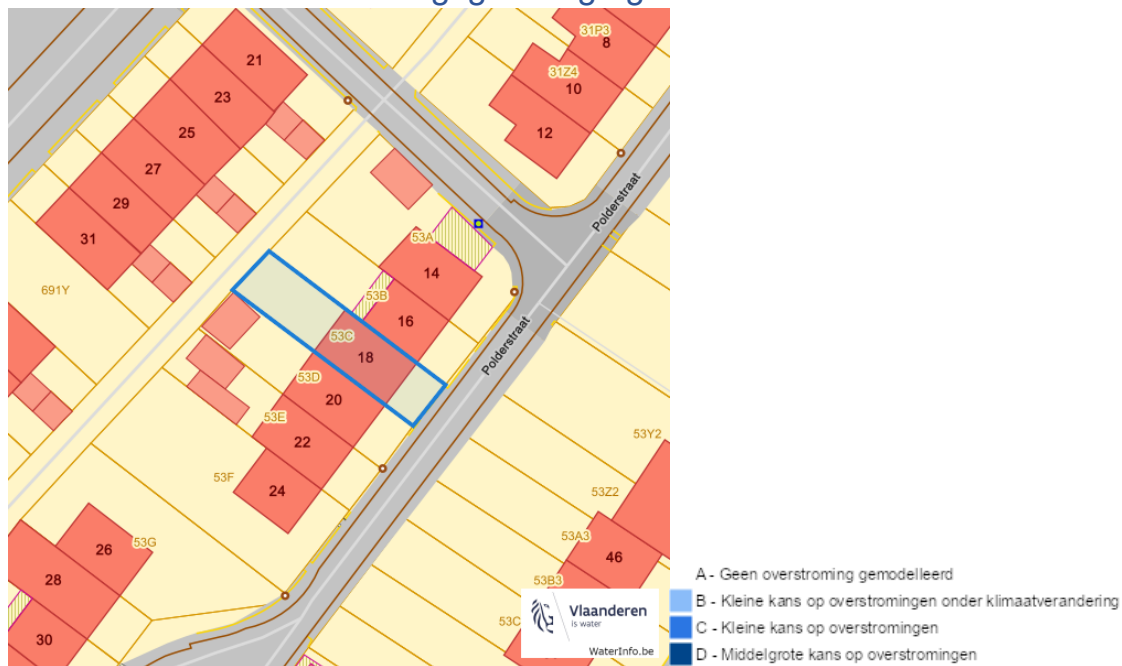 21
31P3
8
23
31Z4
10
25
12
27
29
31
Polderstraat
53A
14
691Y
53B
16
53C
18
Polderstraat
53D
20
53E
22
53Y2
53F
24
53Z2
26
53G
53A3
46
28
53B3
30
53C
Vlaanderen
is water
WaterInfo.be
A - Geen overstroming gemodelleerd
B - Kleine kans op overstromingen onder klimaatverandering
C - Kleine kans op overstromingen
D - Middelgrote kans op overstromingen